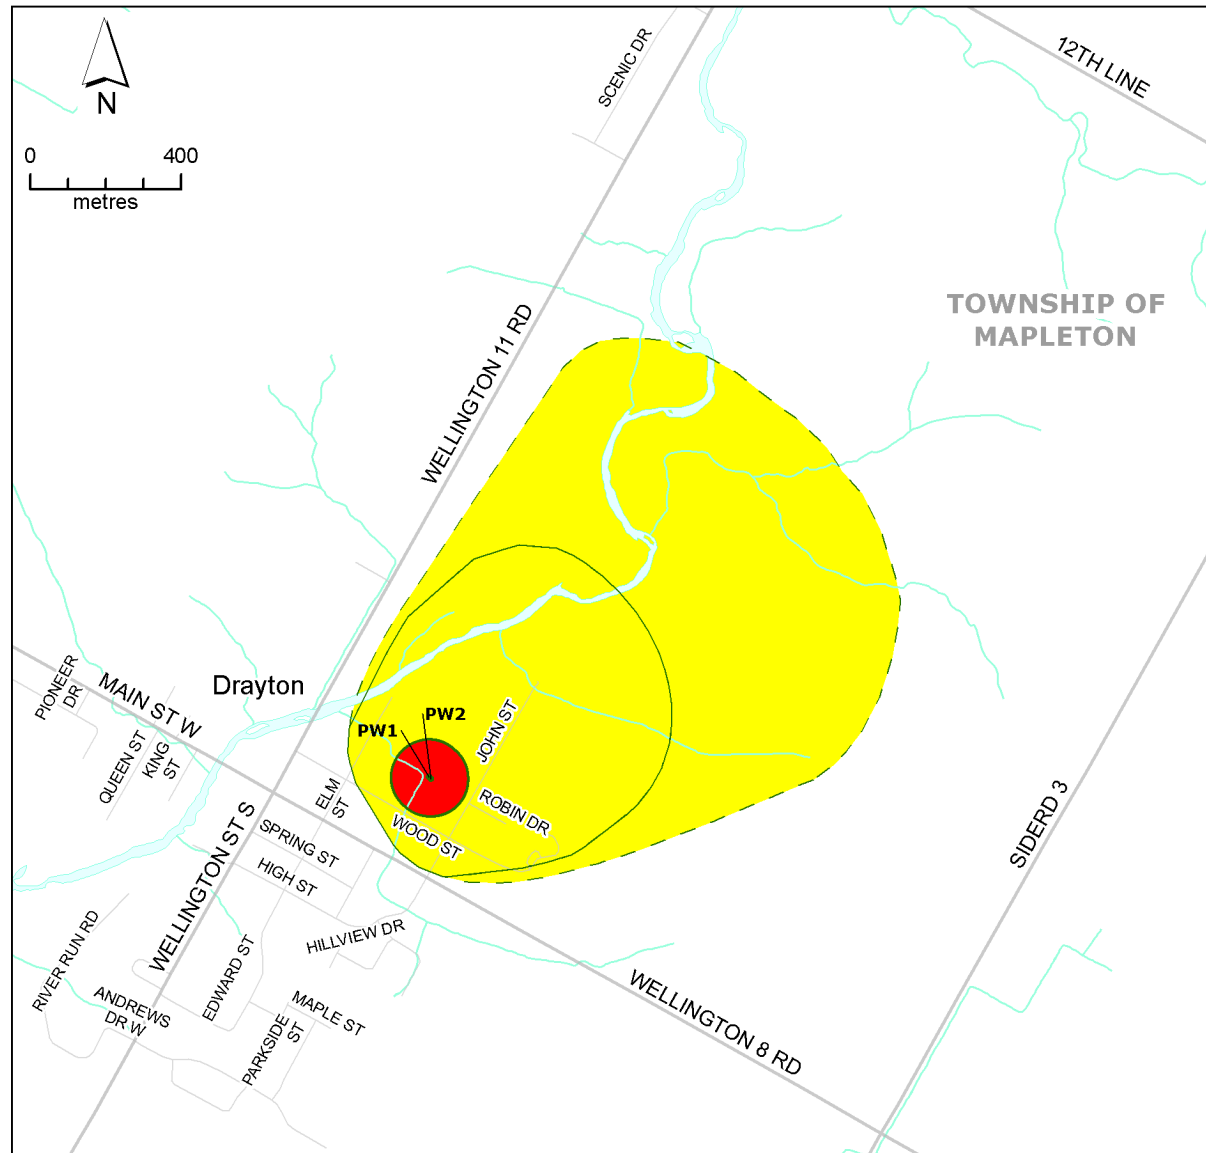 12TH LINE
SCENIC DR
N
0 400
metres
TOWNSHIP OF
MAPLETON
WELLINGTON 11 RD
PIONEER
DR
MAIN ST W
Drayton
PW1
PW2
QUEEN ST
KING
ST
JOHN ST
ELM
ST
ROBIN DR
WOOD ST
SPRING ST
HIGH ST
SIDERD 3
WELLINGTON ST S
HILLVIEW DR
RIVER RUN RD
EDWARD ST
ANDREWS
DR W
MAPLE ST
PARKSIDE
ST
WELLINGTON 8 RD